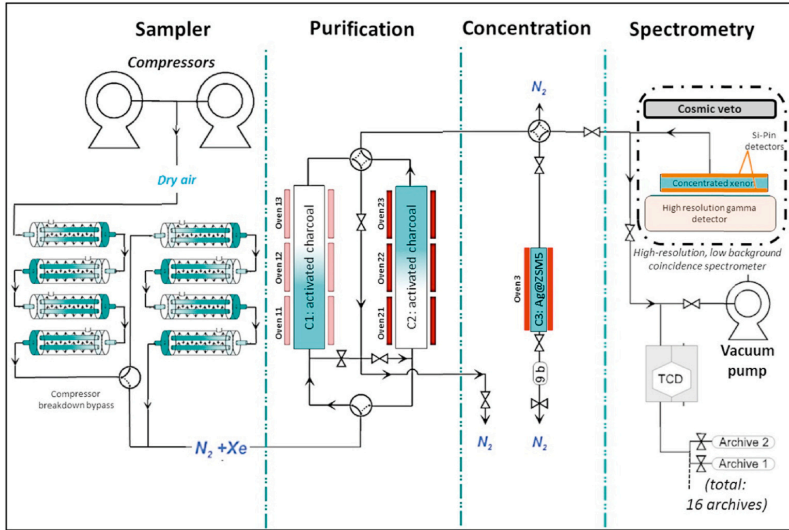 Sampler
Purification
Concentration
Spectrometry
Compressors
Dry air
Compressor
breakdown bypass
N₂ +Xe
Oven 13
Oven 12
Oven 11
C1: activated charcoal
Oven 23
Oven 22
Oven 21
C2: activated charcoal
N₂
Oven 3
C3: Ag@ZSM5
9 b
N₂
N₂
Cosmic veto
Si-Pin
detectors
Concentrated xenon
High resolution gamma
detector
High-resolution, low background
coincidence spectrometer
Vacuum
pump
TCD
Archive 2
Archive 1
(total:
16 archives)